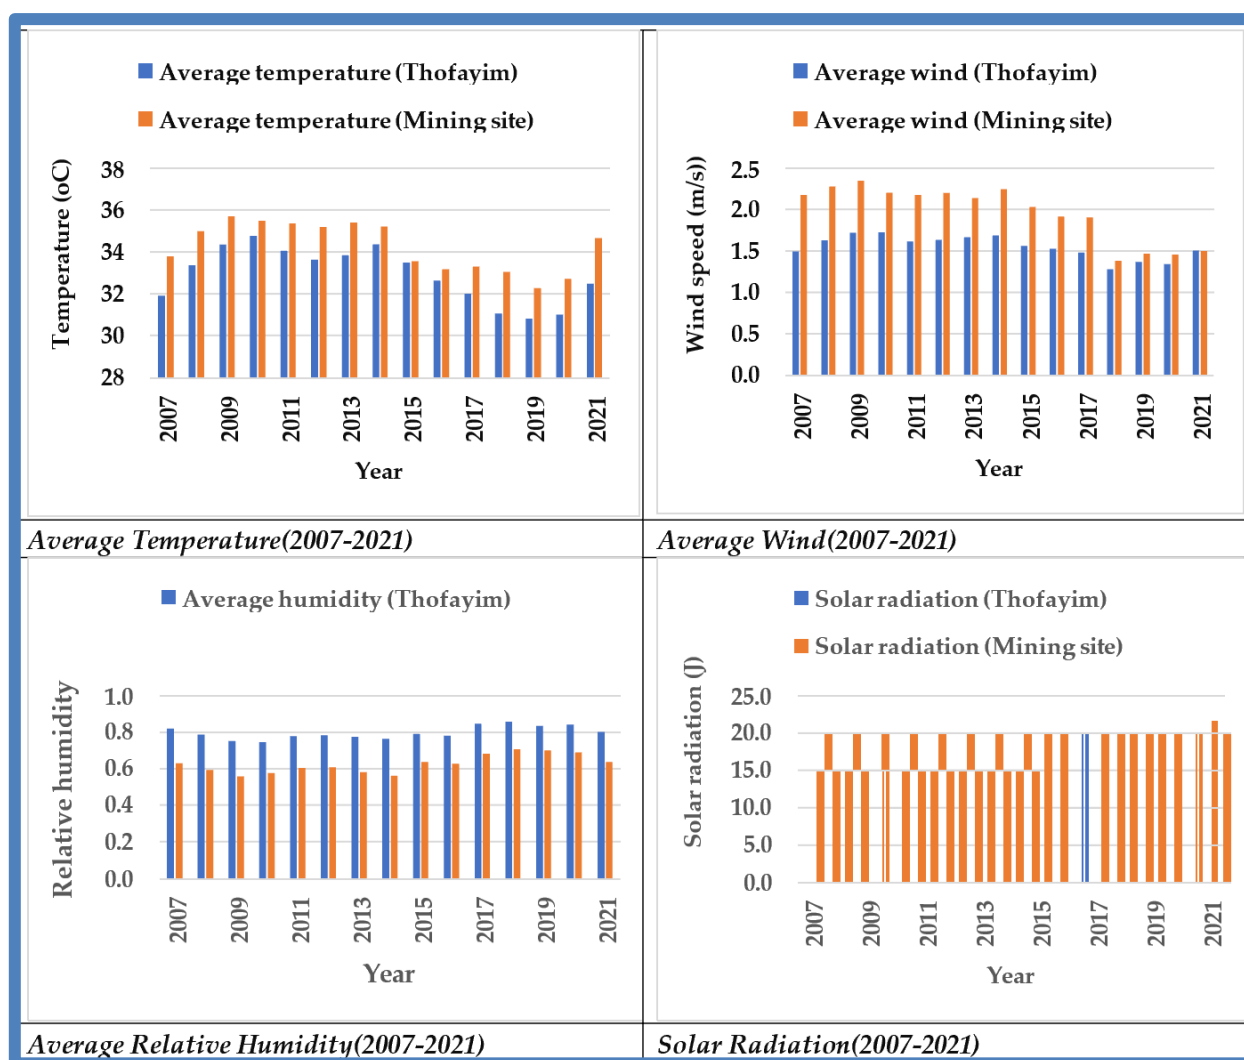 Average temperature (Thofayim)
Average temperature (Mining site)
Temperature (oC)
38
36
34
32
30
28
2007
2009
2011
2013
2015
2017
2019
2021
Year
Average Temperature(2007-2021)
Average wind (Thofayim)
Average wind (Mining site)
Wind speed (m/s))
2.5
2.0
1.5
1.0
0.5
0.0
2007
2009
2011
2013
2015
2017
2019
2021
Year
Average Wind(2007-2021)
Average humidity (Thofayim)
Relative humidity
1.0
0.8
0.6
0.4
0.2
0.0
2007
2009
2011
2013
2015
2017
2019
2021
Year
Average Relative Humidity(2007-2021)
Solar radiation (Thofayim)
Solar radiation (Mining site)
Solar radiation (J)
25.0
20.0
15.0
10.0
5.0
0.0
2007
2009
2011
2013
2015
2017
2019
2021
Year
Solar Radiation(2007-2021)